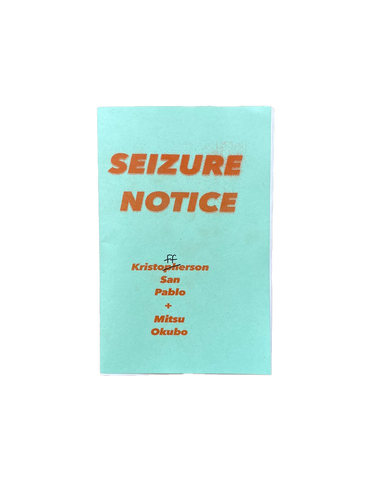 SEIZURE
NOTICE
ff
Kristopherson
San
Pablo
+
Mitsu
Okubo